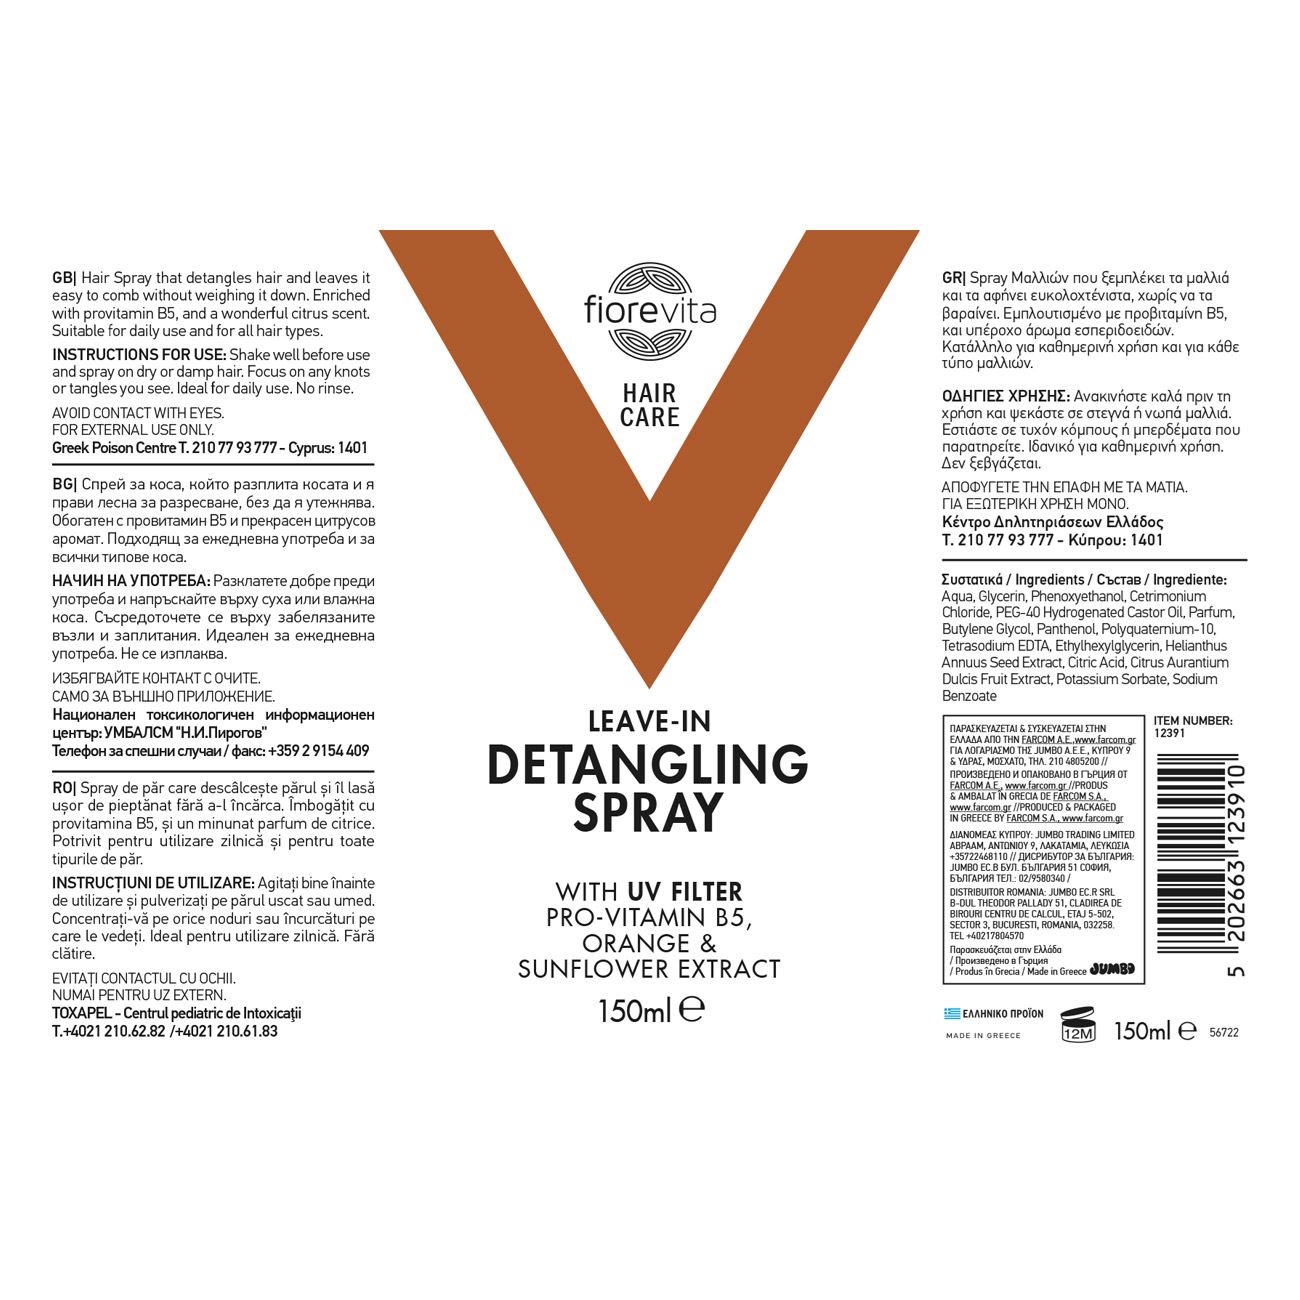 GB| Hair Spray that detangles hair and leaves it
easy to comb without weighing it down. Enriched
with provitamin B5, and a wonderful citrus scent.
Suitable for daily use and for all hair types.
INSTRUCTIONS FOR USE: Shake well before use
and spray on dry or damp hair. Focus on any knots
or tangles you see. Ideal for daily use. No rinse.
AVOID CONTACT WITH EYES.
FOR EXTERNAL USE ONLY.
Greek Poison Centre T. 210 77 93 777 - Cyprus: 1401
BG| Спрей за коса, който разплита косата и я
прави лесна за разресване, без да я утежнява.
Обогатен с провитамин B5 и прекрасен цитрусов
аромат. Подходящ за ежедневна употреба и за
всички типове коса.
НАЧИН НА УПОТРЕБА: Разклатете добре преди
употреба и напръскайте върху суха или влажна
коса. Съсредоточете се върху забелязаните
възли и заплитания. Идеален за ежедневна
употреба. Не се изплаква.
ИЗБЯГВАЙТЕ КОНТАКТ С ОЧИТЕ.
САМО ЗА ВЪНШНО ПРИЛОЖЕНИЕ.
Национален токсикологичен информационен
център: УМБАЛСМ "Н.И.Пирогов"
Телефон за спешни случаи / факс: +359 2 9154 409
RO| Spray de păr care descâlcește părul și îl lasă
ușor de pieptănat fără a-l încărca. Îmbogățit cu
provitamina B5, și un minunat parfum de citrice.
Potrivit pentru utilizare zilnică și pentru toate
tipurile de păr.
INSTRUCȚIUNI DE UTILIZARE: Agitați bine înainte
de utilizare și pulverizați pe părul uscat sau umed.
Concentrați-vă pe orice noduri sau încurcături pe
care le vedeți. Ideal pentru utilizare zilnică. Fără
clătire.
EVITAȚI CONTACTUL CU OCHII.
NUMAI PENTRU UZ EXTERN.
TOXAPEL - Centrul pediatric de Intoxicaţii
T.+4021 210.62.82 /+4021 210.61.83
fiorevita
HAIR
CARE
LEAVE-IN
DETANGLING
SPRAY
WITH UV FILTER
PRO-VITAMIN B5,
ORANGE &
SUNFLOWER EXTRACT
150ml e
GR| Spray Μαλλιών που ξεμπλέκει τα μαλλιά
και τα αφήνει ευκολοχτένιστα, χωρίς να τα
βαραίνει. Εμπλουτισμένο με προβιταμίνη B5,
και υπέροχο άρωμα εσπεριδοειδών.
Κατάλληλο για καθημερινή χρήση και για κάθε
τύπο μαλλιών.
ΟΔΗΓΙΕΣ ΧΡΗΣΗΣ: Ανακινήστε καλά πριν τη
χρήση και ψεκάστε σε στεγνά ή νωπά μαλλιά.
Εστιάστε σε τυχόν κόμπους ή μπερδέματα που
παρατηρείτε. Ιδανικό για καθημερινή χρήση.
Δεν ξεβγάζεται.
ΑΠΟΦΥΓΕΤΕ ΤΗΝ ΕΠΑΦΗ ΜΕ ΤΑ ΜΑΤΙΑ.
ΓΙΑ ΕΞΩΤΕΡΙΚΗ ΧΡΗΣΗ ΜΟΝΟ.
Κέντρο Δηλητηριάσεων Ελλάδος
Τ. 210 77 93 777 - Κύπρου: 1401
Συστατικά / Ingredients / Състав / Ingrediente:
Aqua, Glycerin, Phenoxyethanol, Cetrimonium
Chloride, PEG-40 Hydrogenated Castor Oil, Parfum,
Butylene Glycol, Panthenol, Polyquaternium-10,
Tetrasodium EDTA, Ethylhexylglycerin, Helianthus
Annuus Seed Extract, Citric Acid, Citrus Aurantium
Dulcis Fruit Extract, Potassium Sorbate, Sodium
Benzoate
ΠΑΡΑΣΚΕΥΑΖΕΤΑΙ & ΣΥΣΚΕΥΑΖΕΤΑΙ ΣΤΗΝ
ΕΛΛΑΔΑ ΑΠΟ ΤΗΝ FARCOM A.E.,www.farcom.gr
ΓΙΑ ΛΟΓΑΡΙΑΣΜΟ ΤΗΣ JUMBO A.E.E., ΚΥΠΡΟΥ 9
& ΥΔΡΑΣ, ΜΟΣΧΑΤΟ, ΤΗΛ. 210 4805200 //
ПРОИЗВЕДЕНО И ОПАКОВАНО В ГЪРЦИЯ ОТ
FARCOM A.E., www.farcom.gr //PRODUS
& AMBALAT ÎN GRECIA DE FARCOM S.A.,
www.farcom.gr //PRODUCED & PACKAGED
IN GREECE BY FARCOM S.A., www.farcom.gr
ΔΙΑΝΟΜΕΑΣ ΚΥΠΡΟΥ: JUMBO TRADING LIMITED
ΑΒΡΑΑΜ, ΑΝΤΩΝΙΟΥ 9, ΛΑΚΑΤΑΜΙΑ, ΛΕΥΚΩΣΙΑ
+35722468110 // ДИСРИБУТОР ЗА БЪЛГАРИЯ:
JUMBO EC.B БУЛ. БЪЛГАРИЯ 51 СОФИЯ,
БЪЛГАРИЯ ТЕЛ.: 02/9580340 /
DISTRIBUITOR ROMANIA: JUMBO EC.R SRL
B-DUL THEODOR PALLADY 51, CLADIREA DE
BIROURI CENTRU DE CALCUL, ETAJ 5-502,
SECTOR 3, BUCURESTI, ROMANIA, 032258.
TEL +40217804570
Παρασκευάζεται στην Ελλάδα
/ Произведено в Гърция
/ Produs în Grecia / Made in Greece JUMBO
ITEM NUMBER:
12391
5 202663 123910
ΕΛΛΗΝΙΚΟ ΠΡΟΪΟΝ
MADE IN GREECE
12M
150ml e
56722